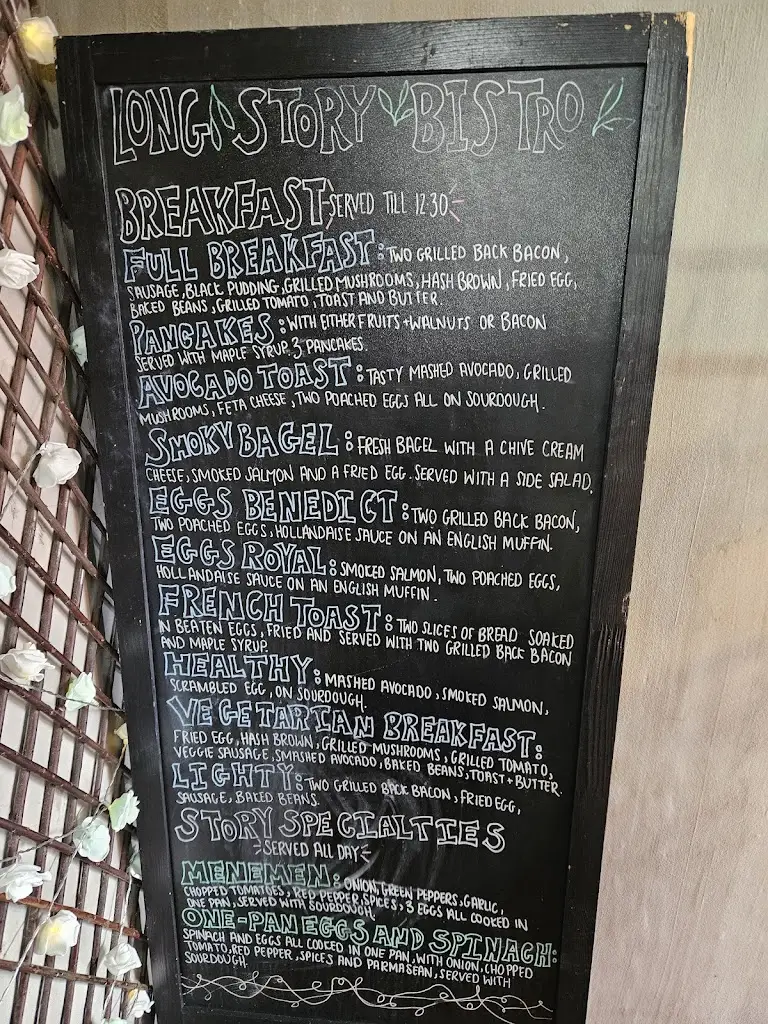 LONG STORY BISTRO
BREAKFAST SERVED TILL 12:30
FULL BREAKFAST: TWO GRILLED BACK BACON,
SAUSAGE, BLACK PUDDING, GRILLED MUSHROOMS, HASH BROWN, FRIED EGG,
BAKED BEANS, GRILLED TOMATO, TOAST AND BUTTER.
PANCAKES: WITH EITHER FRUITS + WALNUTS OR BACON
SERVED WITH MAPLE SYRUP. 3 PANCAKES.
AVOCADO TOAST: TASTY MASHED AVOCADO, GRILLED
MUSHROOMS, FETA CHEESE, TWO POACHED EGGS ALL ON SOURDOUGH.
SMOKY BAGEL: FRESH BAGEL WITH A CHIVE CREAM
CHEESE, SMOKED SALMON AND A FRIED EGG. SERVED WITH A SIDE SALAD.
EGGS BENEDICT: TWO GRILLED BACK BACON,
TWO POACHED EGGS, HOLLANDAISE SAUCE ON AN ENGLISH MUFFIN.
EGGS ROYAL: SMOKED SALMON, TWO POACHED EGGS,
HOLLANDAISE SAUCE ON AN ENGLISH MUFFIN.
FRENCH TOAST: TWO SLICES OF BREAD SOAKED
IN BEATEN EGGS, FRIED AND SERVED WITH TWO GRILLED BACK BACON
AND MAPLE SYRUP.
HEALTHY: MASHED AVOCADO, SMOKED SALMON,
SCRAMBLED EGG, ON SOURDOUGH.
VEGETARIAN BREAKFAST:
FRIED EGG, HASH BROWN, GRILLED MUSHROOMS, GRILLED TOMATO,
VEGGIE SAUSAGE, SMASHED AVOCADO, BAKED BEANS, TOAST + BUTTER.
LIGHTY: TWO GRILLED BACK BACON, FRIED EGG,
SAUSAGE, BAKED BEANS.
STORY SPECIALTIES
SERVED ALL DAY
MENEMEN: ONION, GREEN PEPPERS, GARLIC,
CHOPPED TOMATOES, RED PEPPER, SPICES, 3 EGGS ALL COOKED IN
ONE PAN, SERVED WITH SOURDOUGH.
ONE-PAN EGGS AND SPINACH:
SPINACH AND EGGS ALL COOKED IN ONE PAN, WITH ONION, CHOPPED
TOMATO, RED PEPPER, SPICES AND PARMASEAN, SERVED WITH
SOURDOUGH.